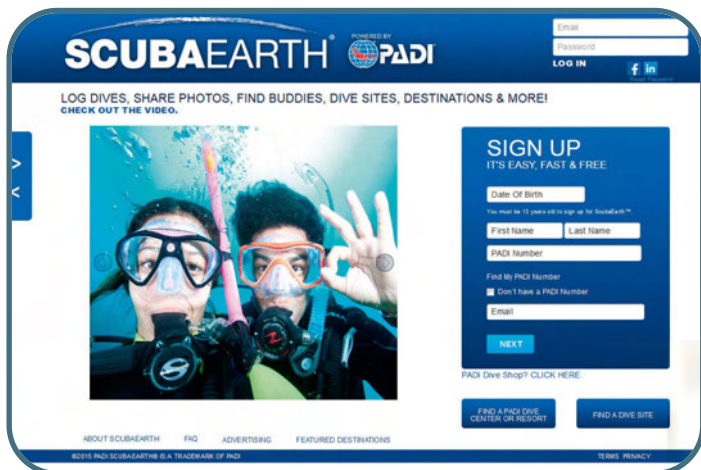 Email
POWERED BY
SCUBAEARTH® PADI
Password
LOG IN
f in
Reset Password
LOG DIVES, SHARE PHOTOS, FIND BUDDIES, DIVE SITES, DESTINATIONS & MORE!
CHECK OUT THE VIDEO.
>
<
SIGN UP
IT'S EASY, FAST & FREE
Date Of Birth
You must be 13 years old to sign up for ScubaEarth™.
First Name Last Name
PADI Number
Find My PADI Number
Don't have a PADI Number
Email
NEXT
PADI Dive Shop? CLICK HERE.
FIND A PADI DIVE
CENTER OR RESORT
FIND A DIVE SITE
ABOUT SCUBAEARTH FAQ ADVERTISING FEATURED DESTINATIONS
©2015 PADI SCUBAEARTH® IS A TRADEMARK OF PADI
TERMS PRIVACY